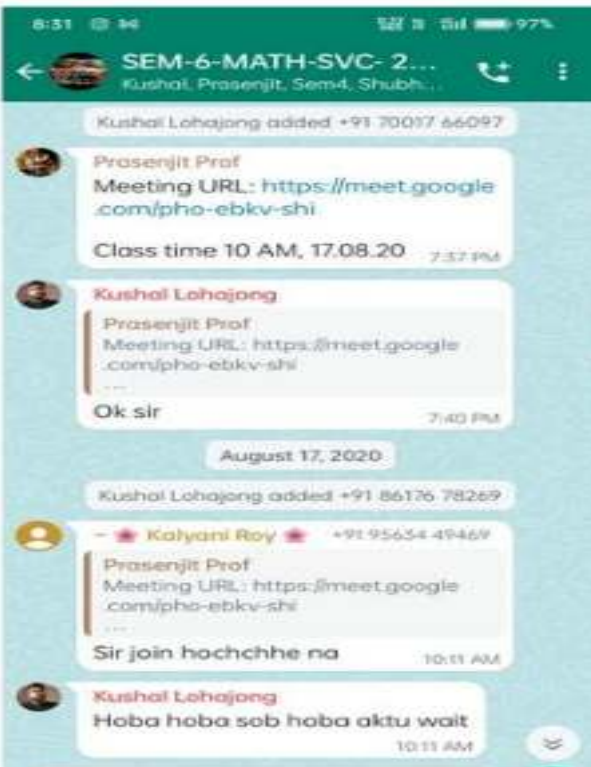 8:31 97%
SEM-6-MATH-SVC- 2...
Kushal, Prosenjit, Sem4, Shubh...
Kushal Lohajong added +91 70017 66097
Prosenjit Prof
Meeting URL: https://meet.google
.com/pho-ebkv-shi
Class time 10 AM, 17.08.20 7:37 PM
Kushal Lohajong
Prosenjit Prof
Meeting URL: https://meet.google
.com/pho-ebkv-shi
...
Ok sir 7:40 PM
August 17, 2020
Kushal Lohajong added +91 86176 78269
~ 🌸 Kalyani Roy 🌸 +91 95634 49469
Prosenjit Prof
Meeting URL: https://meet.google
.com/pho-ebkv-shi
...
Sir join hochchhe na 10:11 AM
Kushal Lohajong
Hoba hoba sob hoba aktu wait
10:11 AM